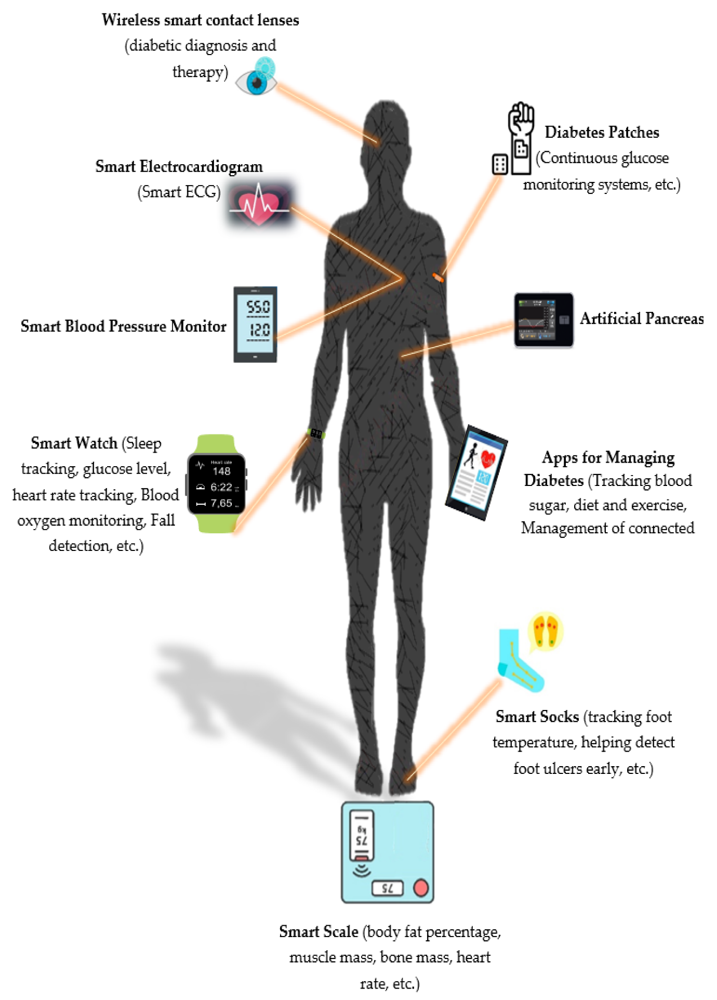 Wireless smart contact lenses
(diabetic diagnosis and
therapy)
Diabetes Patches
(Continuous glucose
monitoring systems, etc.)
Smart Electrocardiogram
(Smart ECG)
55.0
12.0
Smart Blood Pressure Monitor
Artificial Pancreas
Smart Watch (Sleep
tracking, glucose level,
heart rate tracking, Blood
oxygen monitoring, Fall
detection, etc.)
Heart rate
148
6:22
7,65
120
Apps for Managing
Diabetes (Tracking blood
sugar, diet and exercise,
Management of connected
Smart Socks (tracking foot
temperature, helping detect
foot ulcers early, etc.)
75
kg
75
Smart Scale (body fat percentage,
muscle mass, bone mass, heart
rate, etc.)